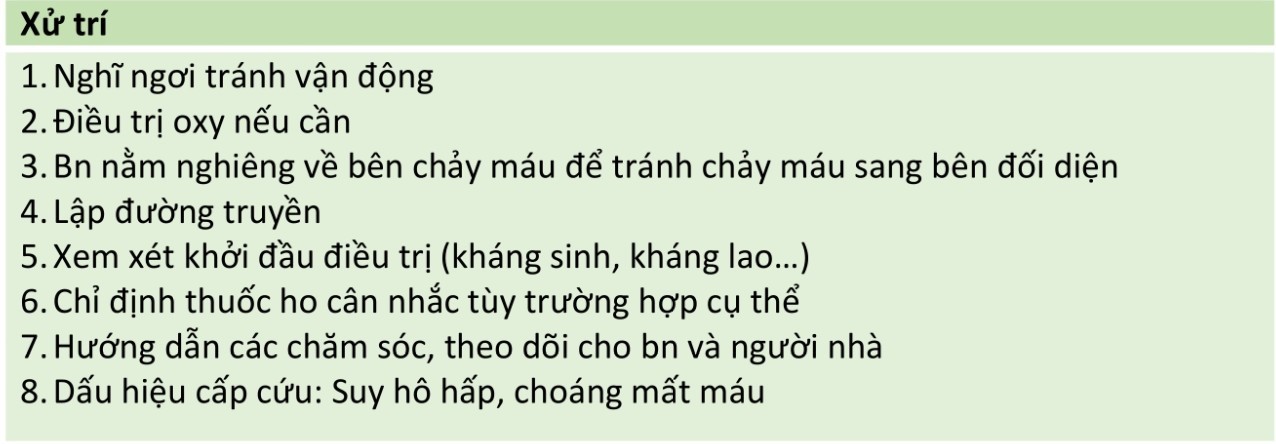 Xử trí
1. Nghĩ ngơi tránh vận động
2. Điều trị oxy nếu cần
3. Bn nằm nghiêng về bên chảy máu để tránh chảy máu sang bên đối diện
4. Lập đường truyền
5. Xem xét khởi đầu điều trị (kháng sinh, kháng lao...)
6. Chỉ định thuốc ho cân nhắc tùy trường hợp cụ thể
7. Hướng dẫn các chăm sóc, theo dõi cho bn và người nhà
8. Dấu hiệu cấp cứu: Suy hô hấp, choáng mất máu